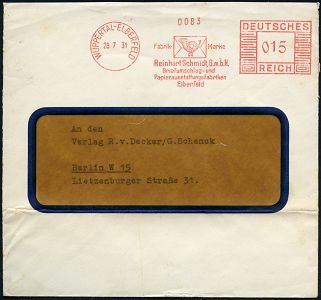 0083
WUPPERTAL-ELBERFELD
28.7.31
Fabrik Marke
Reinhart Schmidt, G.m.b.H.
Briefumschlag- und
Papierausstattungsfabriken
Elberfeld
DEUTSCHES
015
REICH
An den
Verlag R.v.Decker/G.Schenck
Berlin W 15
Lietzenburger Straße 31.